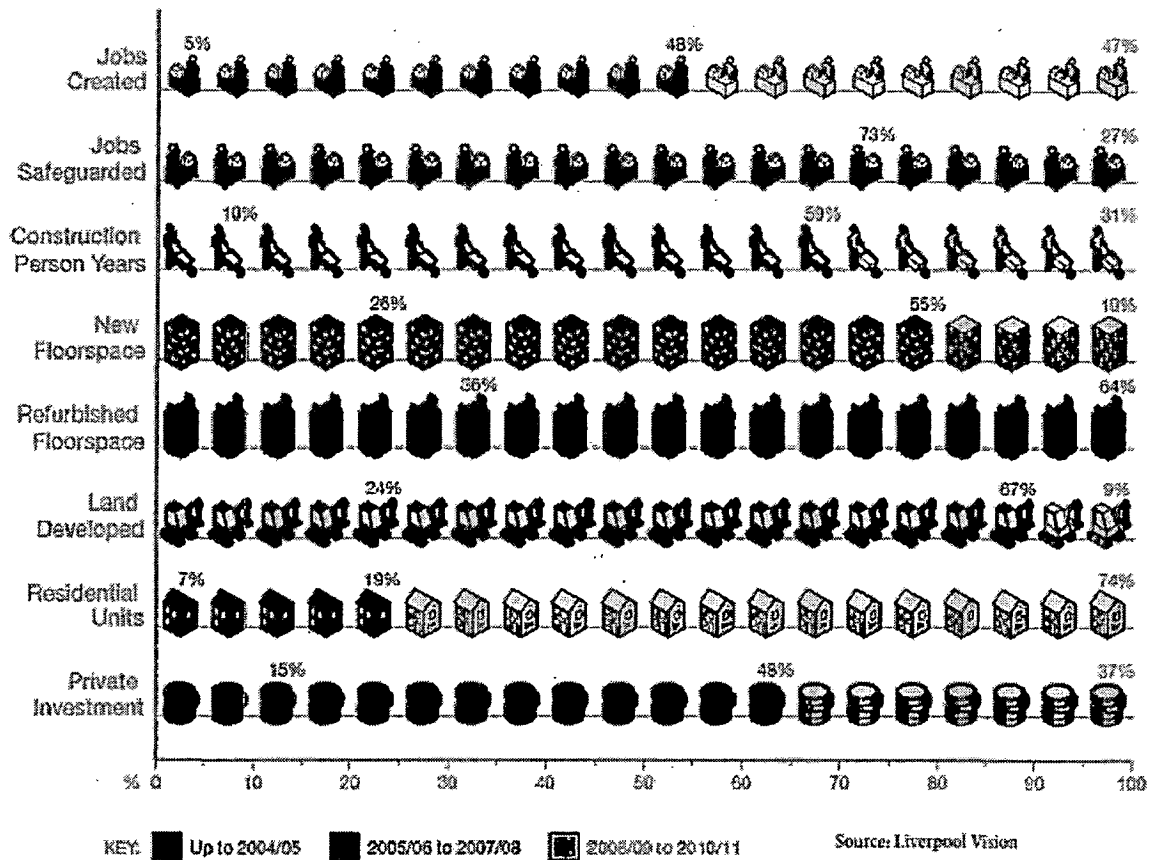 5% 48% 47%
Jobs
Created
73% 27%
Jobs
Safeguarded
10% 59% 31%
Construction
Person Years
26% 55% 19%
New
Floorspace
36% 64%
Refurbished
Floorspace
24% 67% 9%
Land
Developed
7% 19% 74%
Residential
Units
15% 48% 37%
Private
Investment
% 0 10 20 30 40 50 60 70 80 90 100
KEY: Up to 2004/05 2005/06 to 2007/08 2008/09 to 2010/11 Source: Liverpool Vision